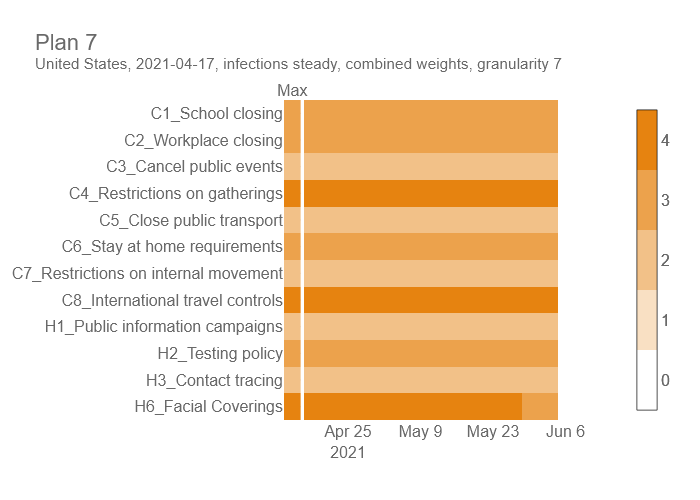 Plan 7
United States, 2021-04-17, infections steady, combined weights, granularity 7
Max
C1_School closing
C2_Workplace closing
C3_Cancel public events
C4_Restrictions on gatherings
C5_Close public transport
C6_Stay at home requirements
C7_Restrictions on internal movement
C8_International travel controls
H1_Public information campaigns
H2_Testing policy
H3_Contact tracing
H6_Facial Coverings
Apr 25 May 9 May 23 Jun 6
2021
4
3
2
1
0